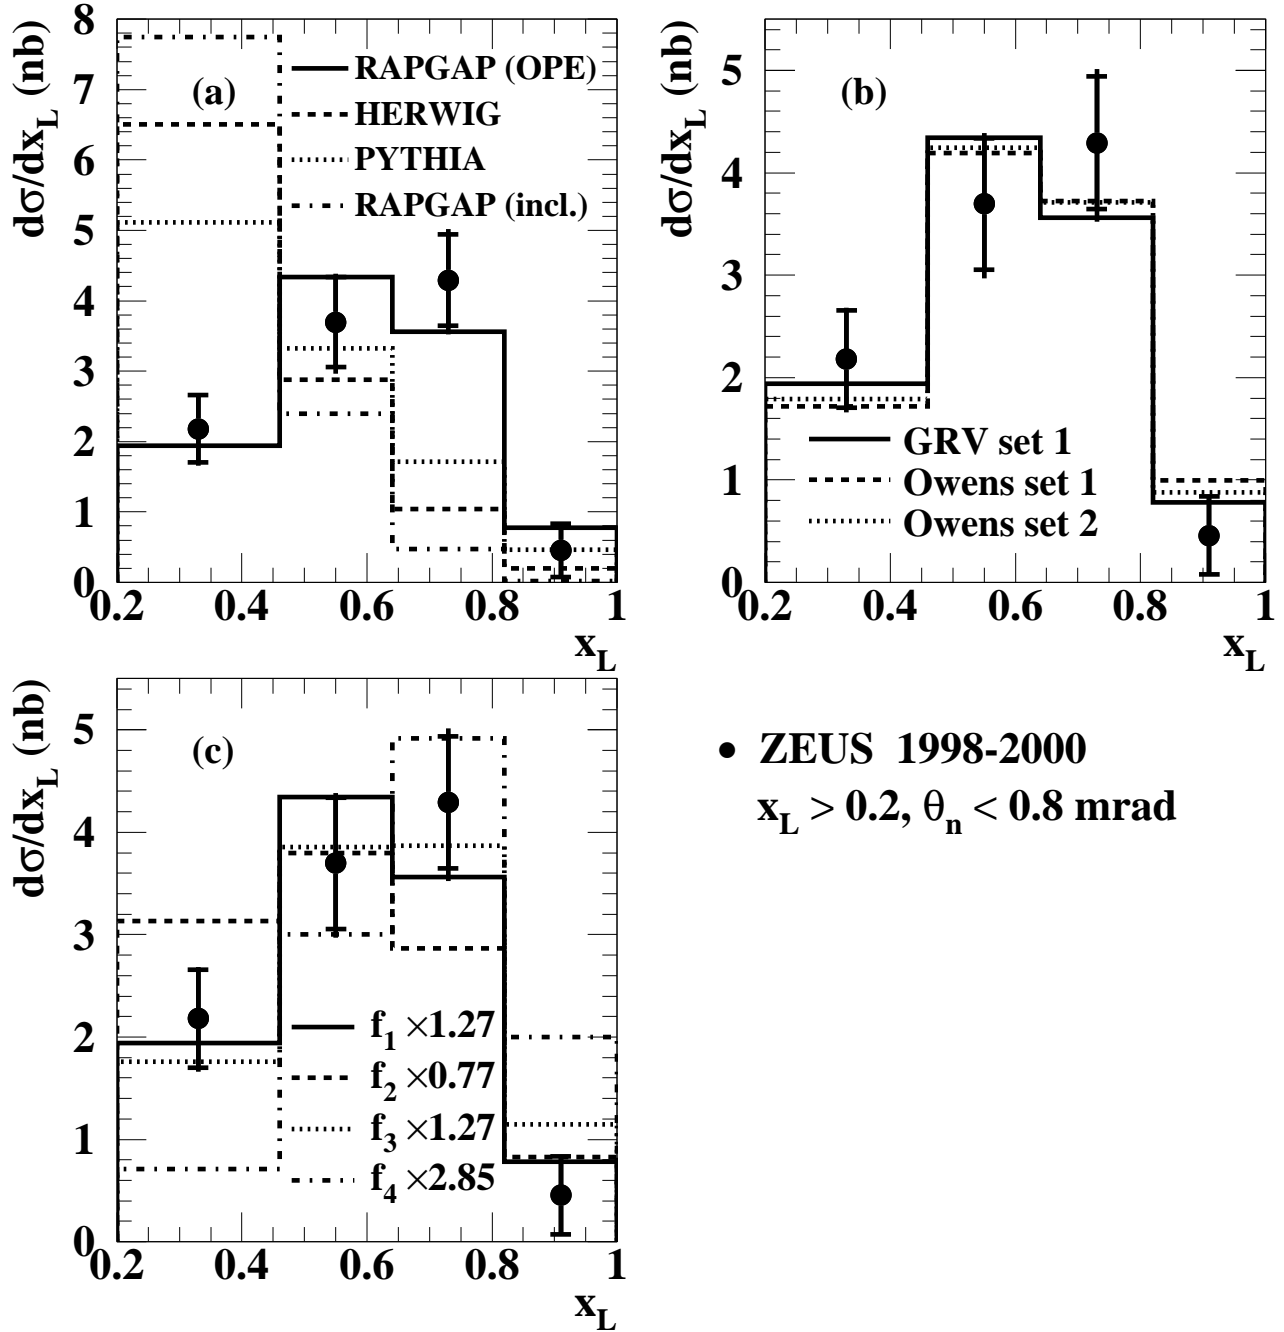 dσ/dx_L (nb)
8
7
6
5
4
3
2
1
0
(a)
RAPGAP (OPE)
HERWIG
PYTHIA
RAPGAP (incl.)
0.2 0.4 0.6 0.8 1
x_L
dσ/dx_L (nb)
5
4
3
2
1
0
(b)
GRV set 1
Owens set 1
Owens set 2
0.2 0.4 0.6 0.8 1
x_L
dσ/dx_L (nb)
5
4
3
2
1
0
(c)
f_1 ×1.27
f_2 ×0.77
f_3 ×1.27
f_4 ×2.85
0.2 0.4 0.6 0.8 1
x_L
● ZEUS 1998-2000
x_L > 0.2, θ_n < 0.8 mrad